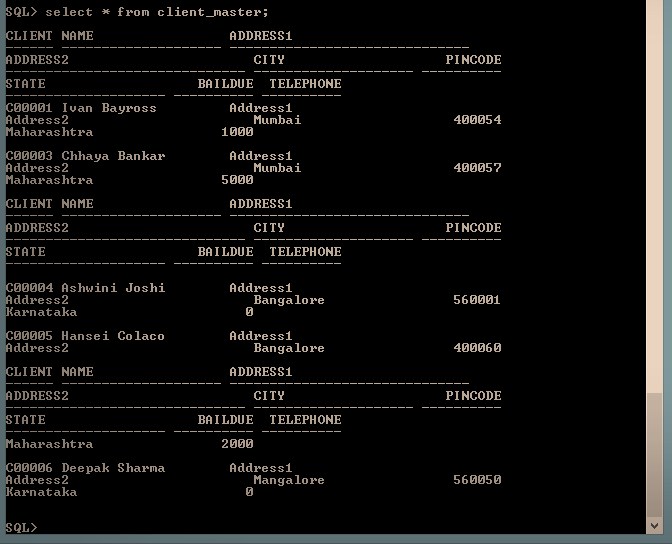 SQL> select * from client_master;
CLIENT NAME ADDRESS1
ADDRESS2 CITY PINCODE
STATE BAILDUE TELEPHONE
C00001 Ivan Bayross Address1
Address2 Mumbai 400054
Maharashtra 1000
C00003 Chhaya Bankar Address1
Address2 Mumbai 400057
Maharashtra 5000
CLIENT NAME ADDRESS1
ADDRESS2 CITY PINCODE
STATE BAILDUE TELEPHONE
C00004 Ashwini Joshi Address1
Address2 Bangalore 560001
Karnataka 0
C00005 Hansei Colaco Address1
Address2 Bangalore 400060
CLIENT NAME ADDRESS1
ADDRESS2 CITY PINCODE
STATE BAILDUE TELEPHONE
Maharashtra 2000
C00006 Deepak Sharma Address1
Address2 Mangalore 560050
Karnataka 0
SQL>